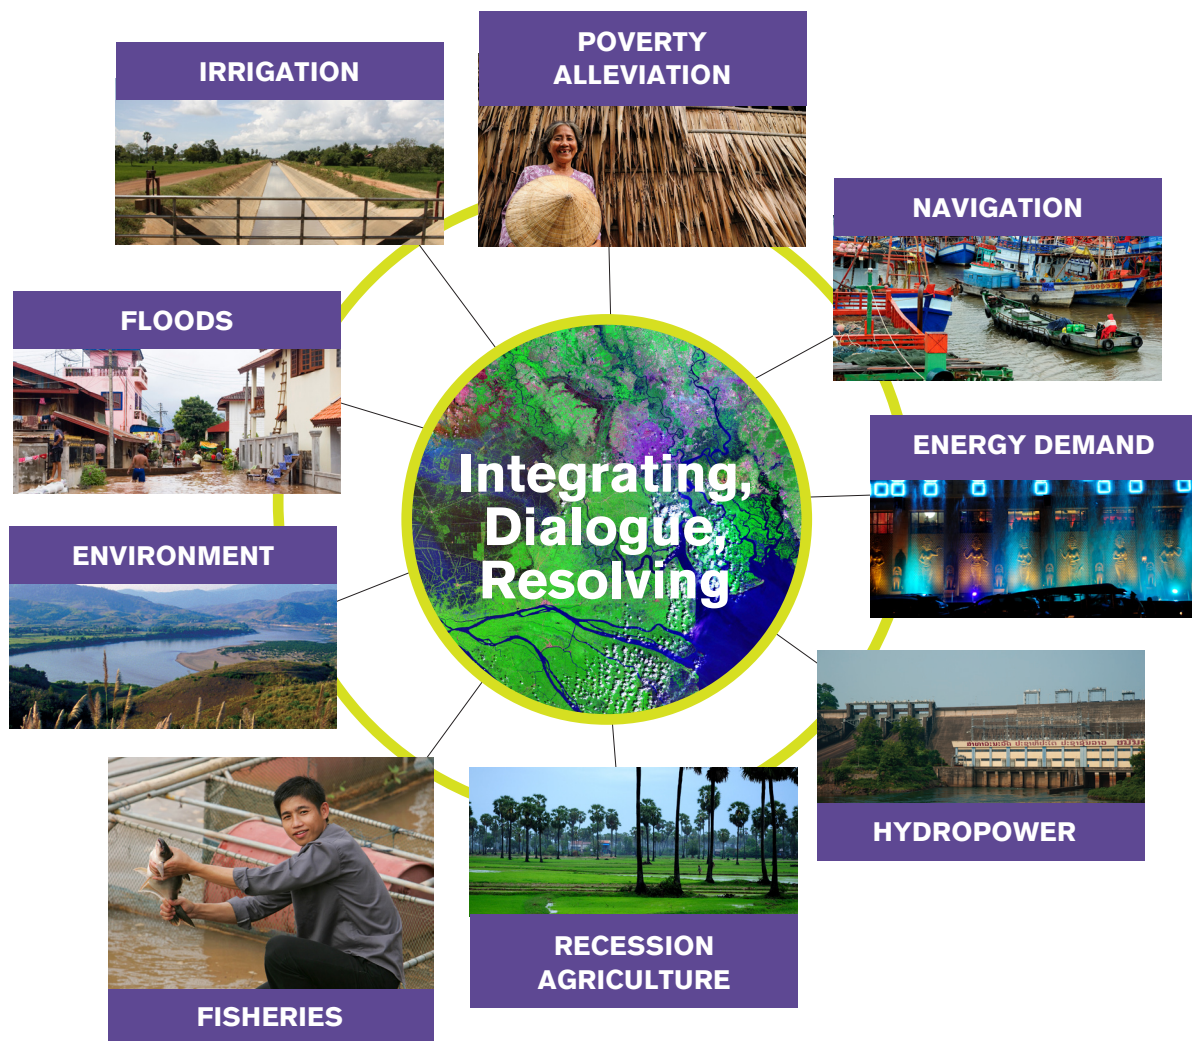 IRRIGATION
POVERTY
ALLEVIATION
NAVIGATION
FLOODS
ENERGY DEMAND
Integrating,
Dialogue,
Resolving
ENVIRONMENT
HYDROPOWER
RECESSION
AGRICULTURE
FISHERIES